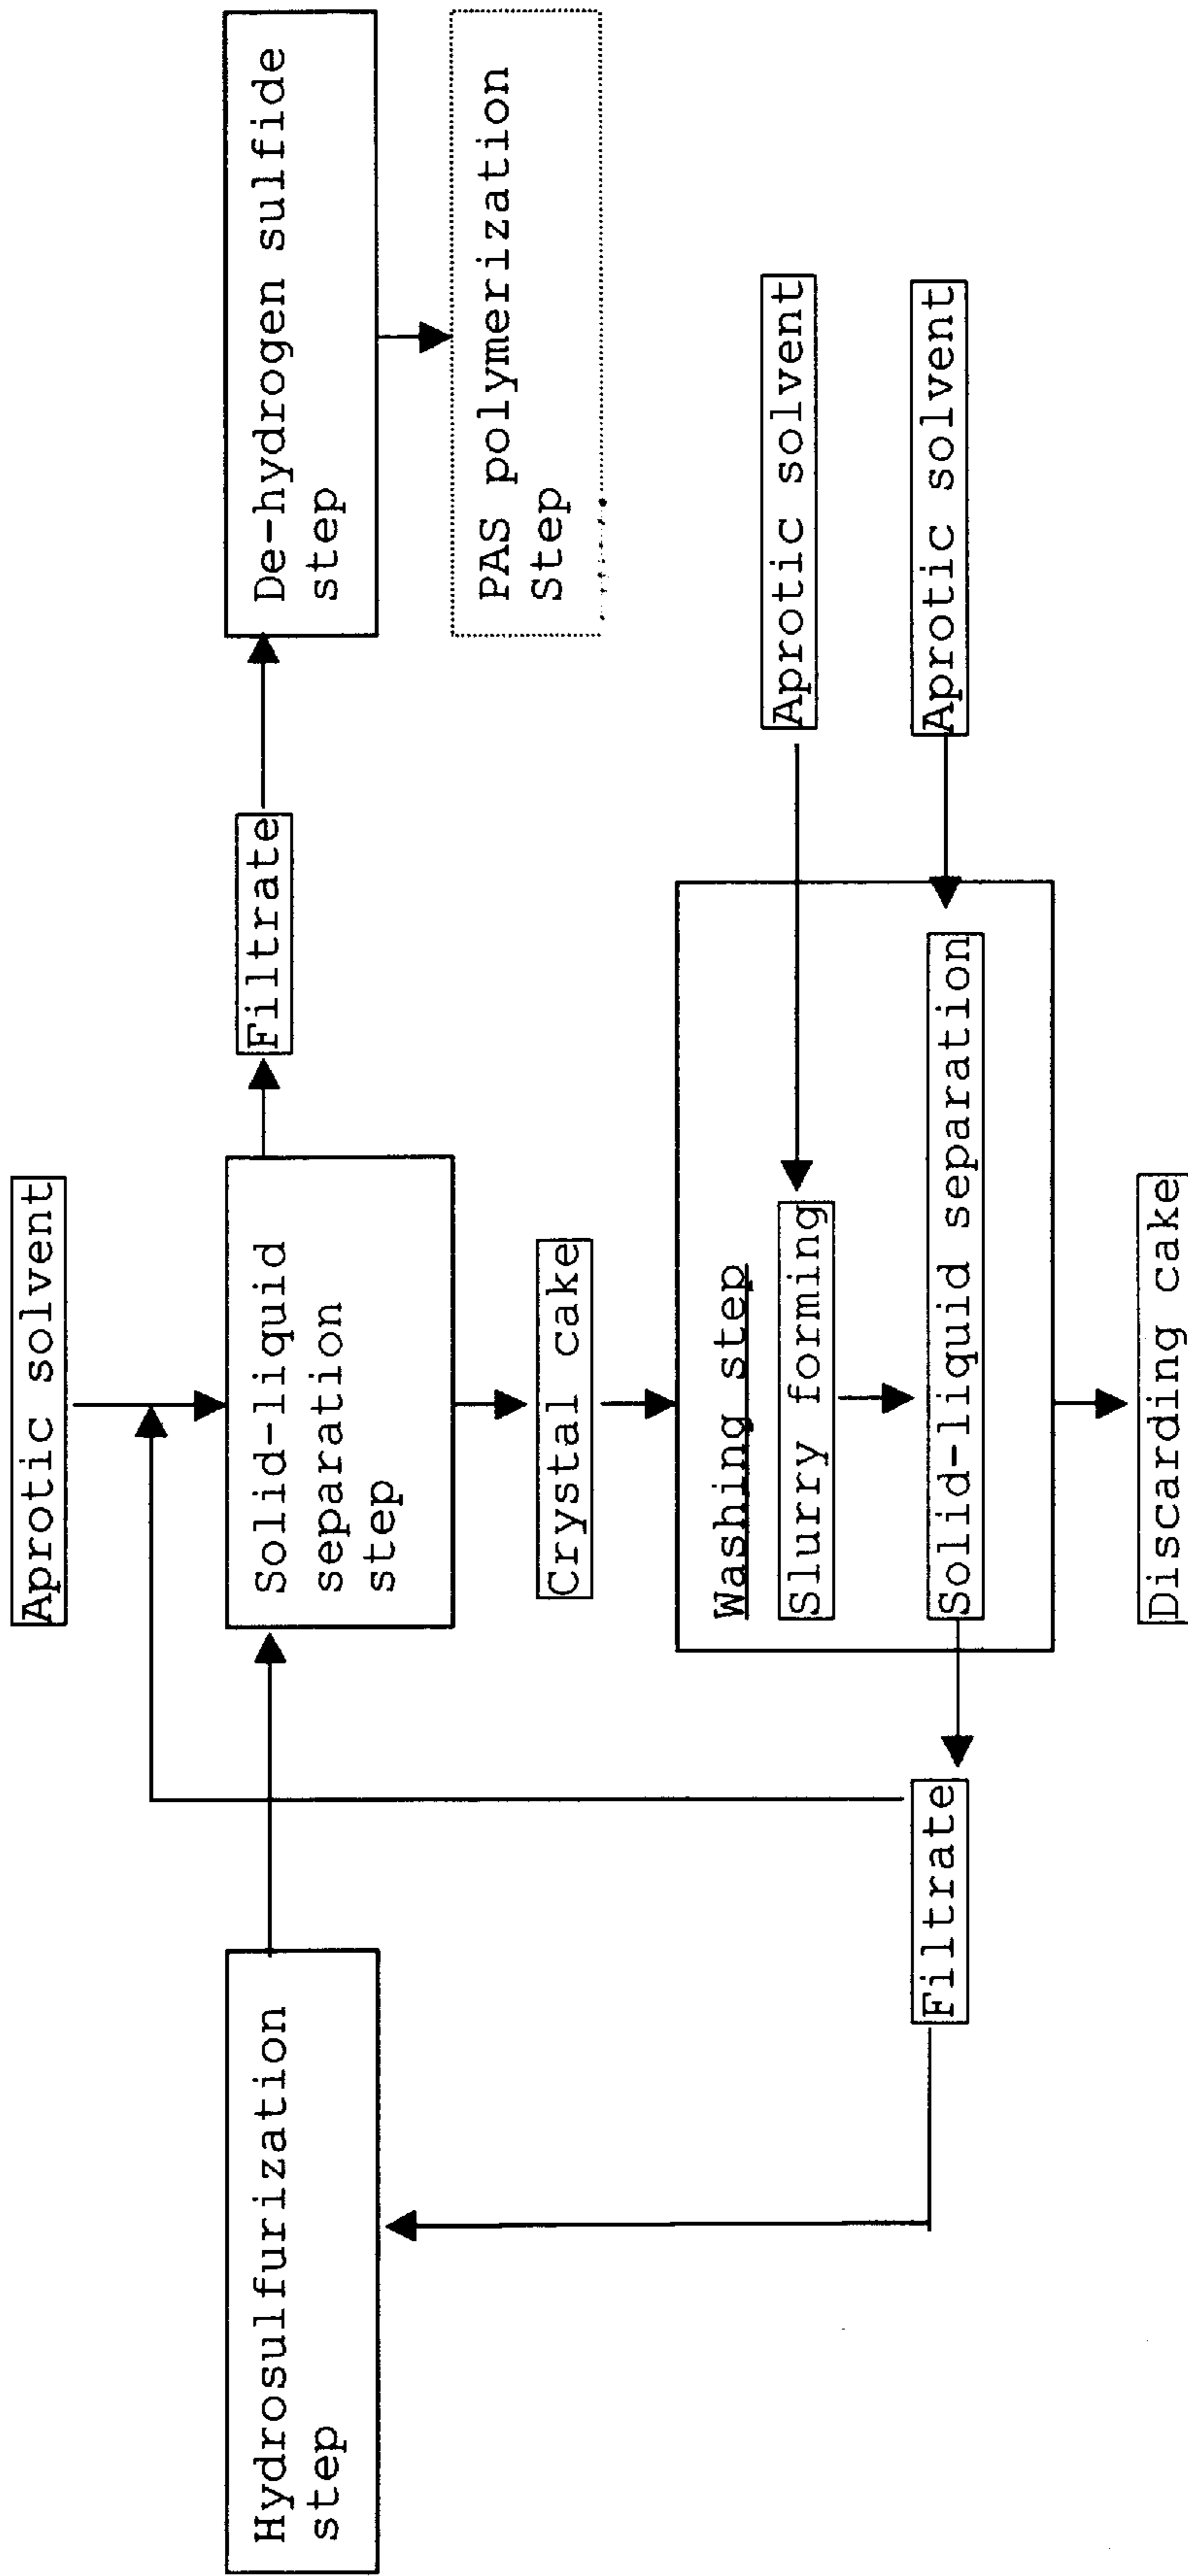 Aprotic solvent
Hydrosulfurization
step
Solid-liquid
separation
step
Filtrate
De-hydrogen sulfide
step
PAS polymerization
Step
Crystal cake
Washing step
Slurry forming
Aprotic solvent
Filtrate
Solid-liquid separation
Aprotic solvent
Discarding cake